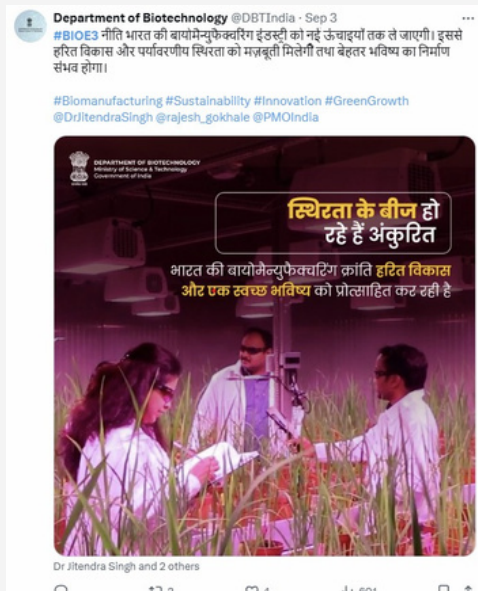 Department of Biotechnology @DBTIndia · Sep 3
#BIOE3 नीति भारत की बायोमैन्युफैक्चरिंग इंडस्ट्री को नई ऊंचाइयों तक ले जाएगी। इससे
हरित विकास और पर्यावरणीय स्थिरता को मज़बूती मिलेगी तथा बेहतर भविष्य का निर्माण
संभव होगा।
#Biomanufacturing #Sustainability #Innovation #GreenGrowth
@DrJitendraSingh @rajesh_gokhale @PMOIndia
DEPARTMENT OF BIOTECHNOLOGY
Ministry of Science & Technology
Government of India
स्थिरता के बीज हो
रहे हैं अंकुरित
भारत की बायोमैन्युफैक्चरिंग क्रांति हरित विकास
और एक स्वच्छ भविष्य को प्रोत्साहित कर रही है
Dr Jitendra Singh and 2 others